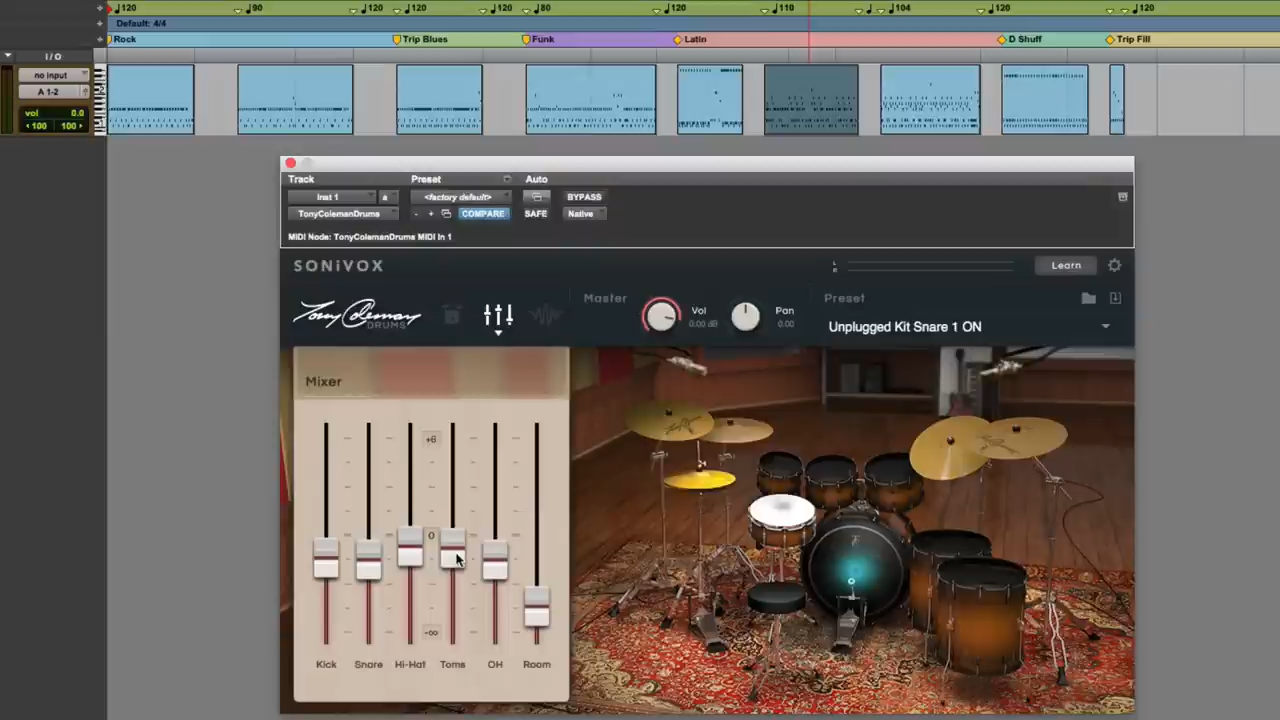 120 90 120 120 120 80 120 110 104 120 120
Default: 4/4
Rock Trip Blues Funk Latin D Shuff Trip Fill
I/O
no input
A 1-2
vol 0.0
100 100
Track Preset Auto
Inst 1 a <factory default> BYPASS
TonyColemanDrums - + COMPARE SAFE Native
MIDI Node: TonyColemanDrums MIDI In 1
SONiVOX
L
R
Learn
Tony Coleman
DRUMS
Master
Vol
0.00 dB
Pan
0.00
Preset
Unplugged Kit Snare 1 ON
Mixer
+6
0
-∞
Kick Snare Hi-Hat Toms OH Room